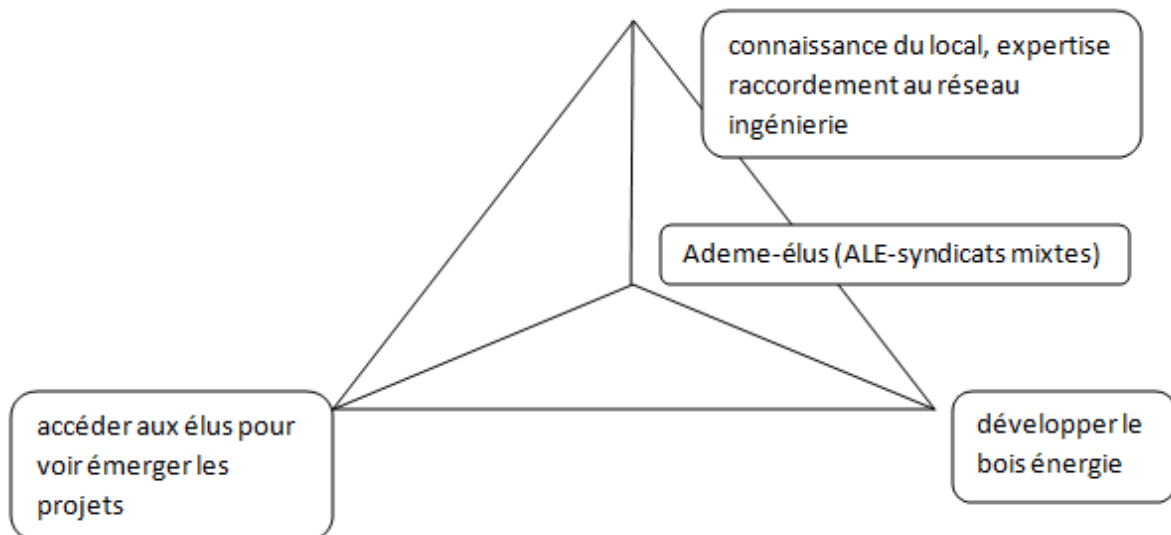 connaissance du local, expertise
raccordement au réseau
ingénierie
Ademe-élus (ALE-syndicats mixtes)
accéder aux élus pour
voir émerger les
projets
développer le
bois énergie